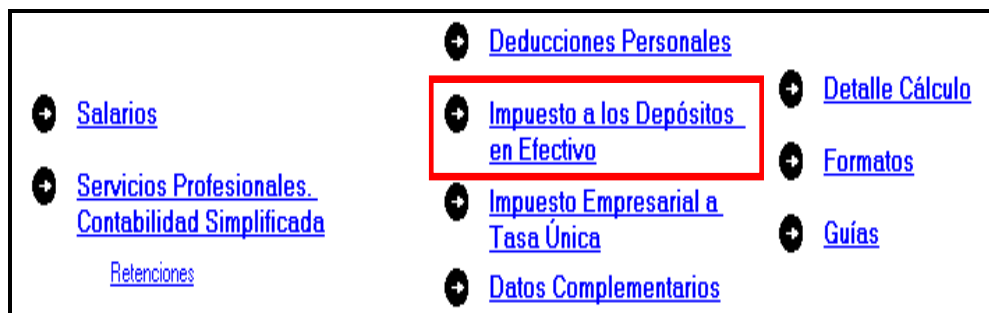 Salarios
Servicios Profesionales.
Contabilidad Simplificada
Retenciones
Deducciones Personales
Impuesto a los Depósitos
en Efectivo
Impuesto Empresarial a
Tasa Única
Datos Complementarios
Detalle Cálculo
Formatos
Guías